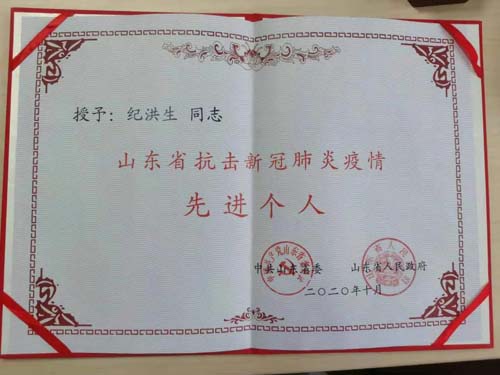 授予：纪洪生 同志
山东省抗击新冠肺炎疫情
先进个人
中共山东省委 山东省人民政府
二〇二〇年十月